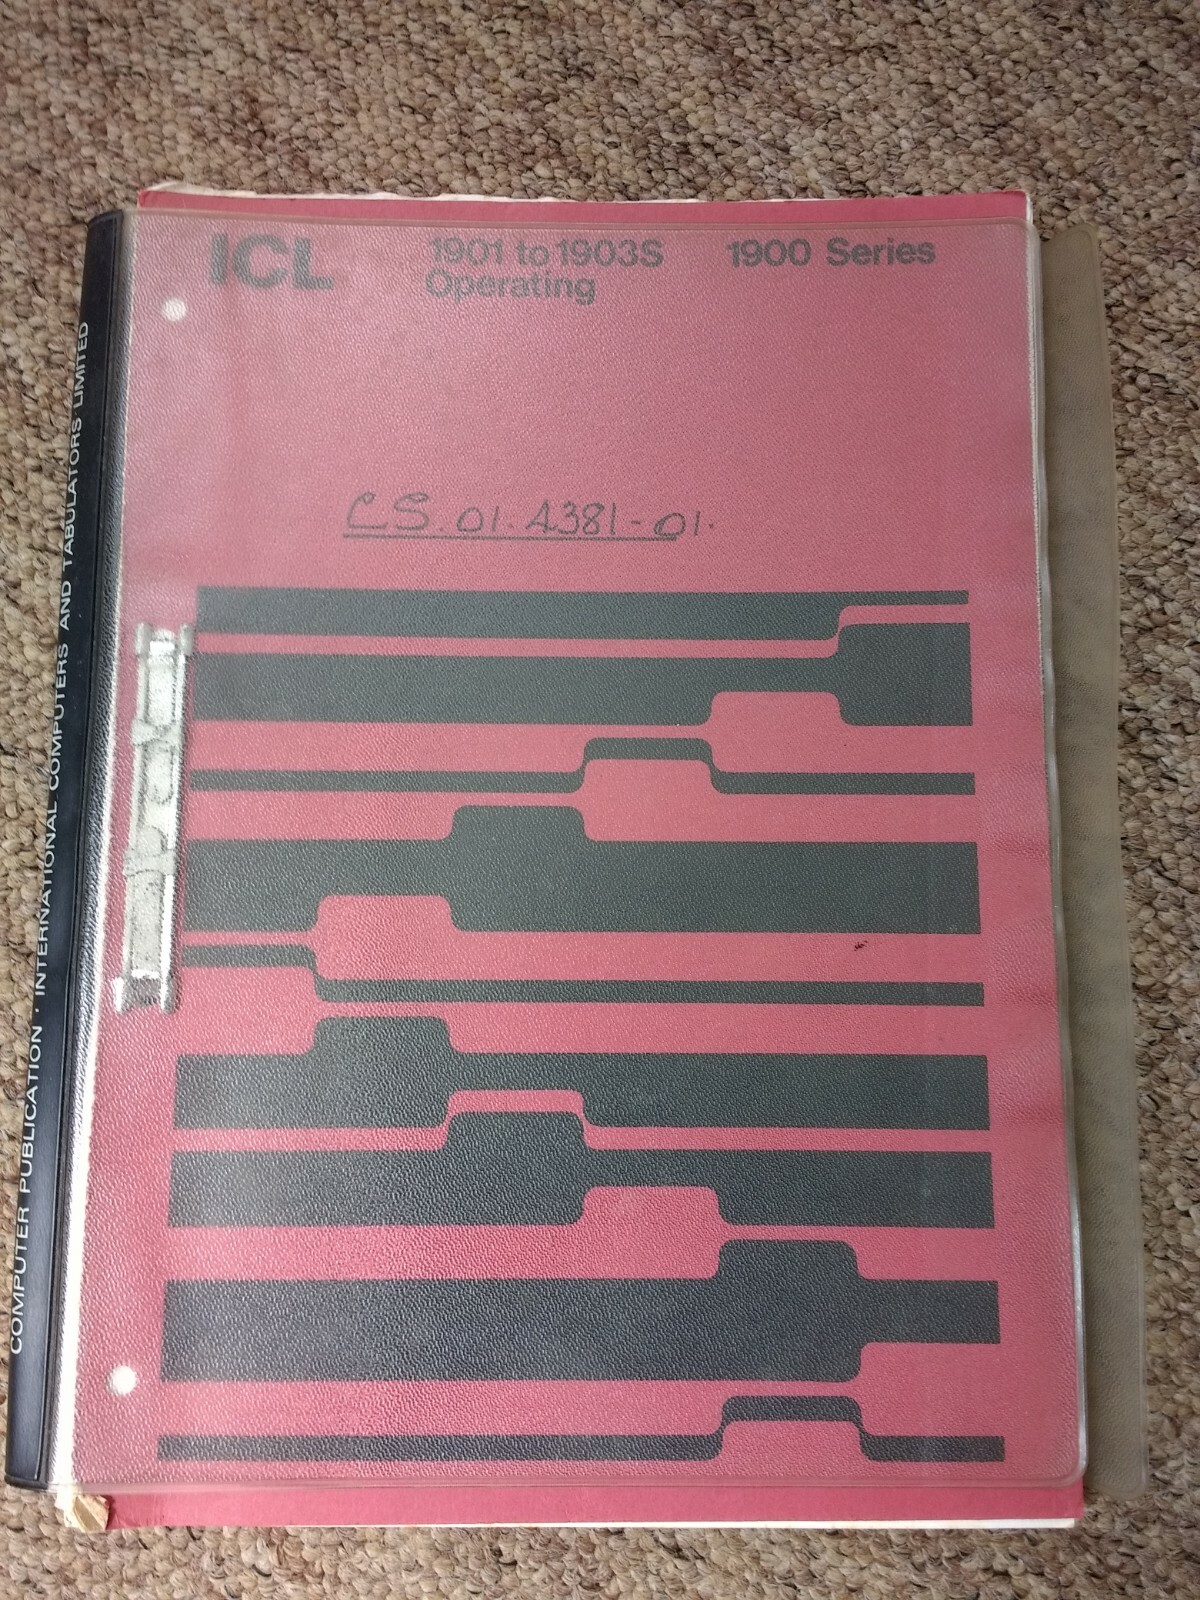 ICL
1901 to 1903S
Operating
1900 Series
CS.01.4381-01.
COMPUTER PUBLICATION · INTERNATIONAL COMPUTERS AND TABULATORS LIMITED